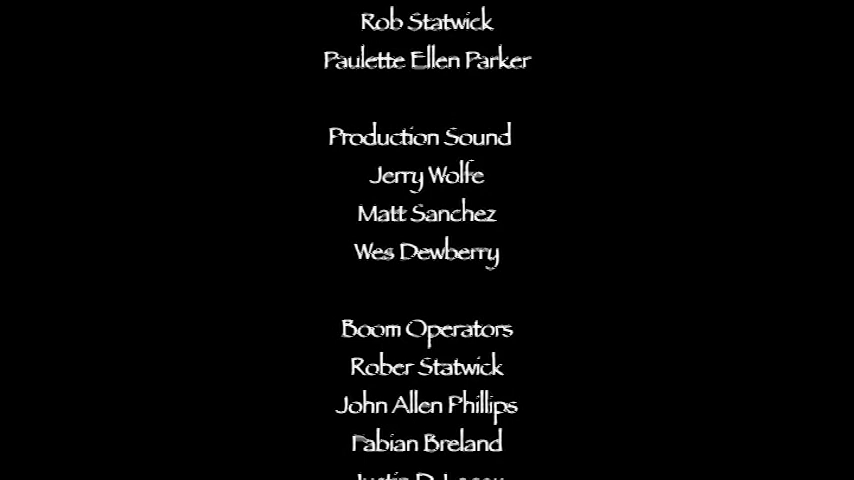 Rob Statwick
Paulette Ellen Parker
Production Sound
Jerry Wolfe
Matt Sanchez
Wes Dewberry
Boom Operators
Rober Statwick
John Allen Phillips
Fabian Breland
Justin